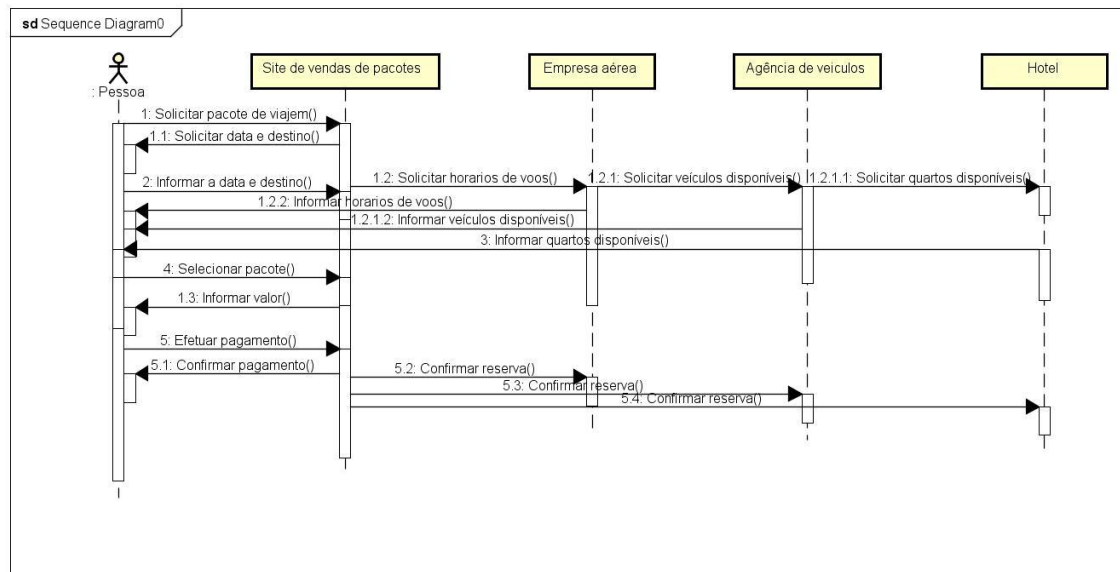 sd Sequence Diagram0
: Pessoa
Site de vendas de pacotes
Empresa aérea
Agência de veiculos
Hotel
1: Solicitar pacote de viajem()
1.1: Solicitar data e destino()
2: Informar a data e destino()
1.2: Solicitar horarios de voos()
1.2.1: Solicitar veículos disponíveis()
1.2.1.1: Solicitar quartos disponíveis()
1.2.2: Informar horarios de voos()
1.2.1.2: Informar veículos disponíveis()
3: Informar quartos disponíveis()
4: Selecionar pacote()
1.3: Informar valor()
5: Efetuar pagamento()
5.1: Confirmar pagamento()
5.2: Confirmar reserva()
5.3: Confirmar reserva()
5.4: Confirmar reserva()